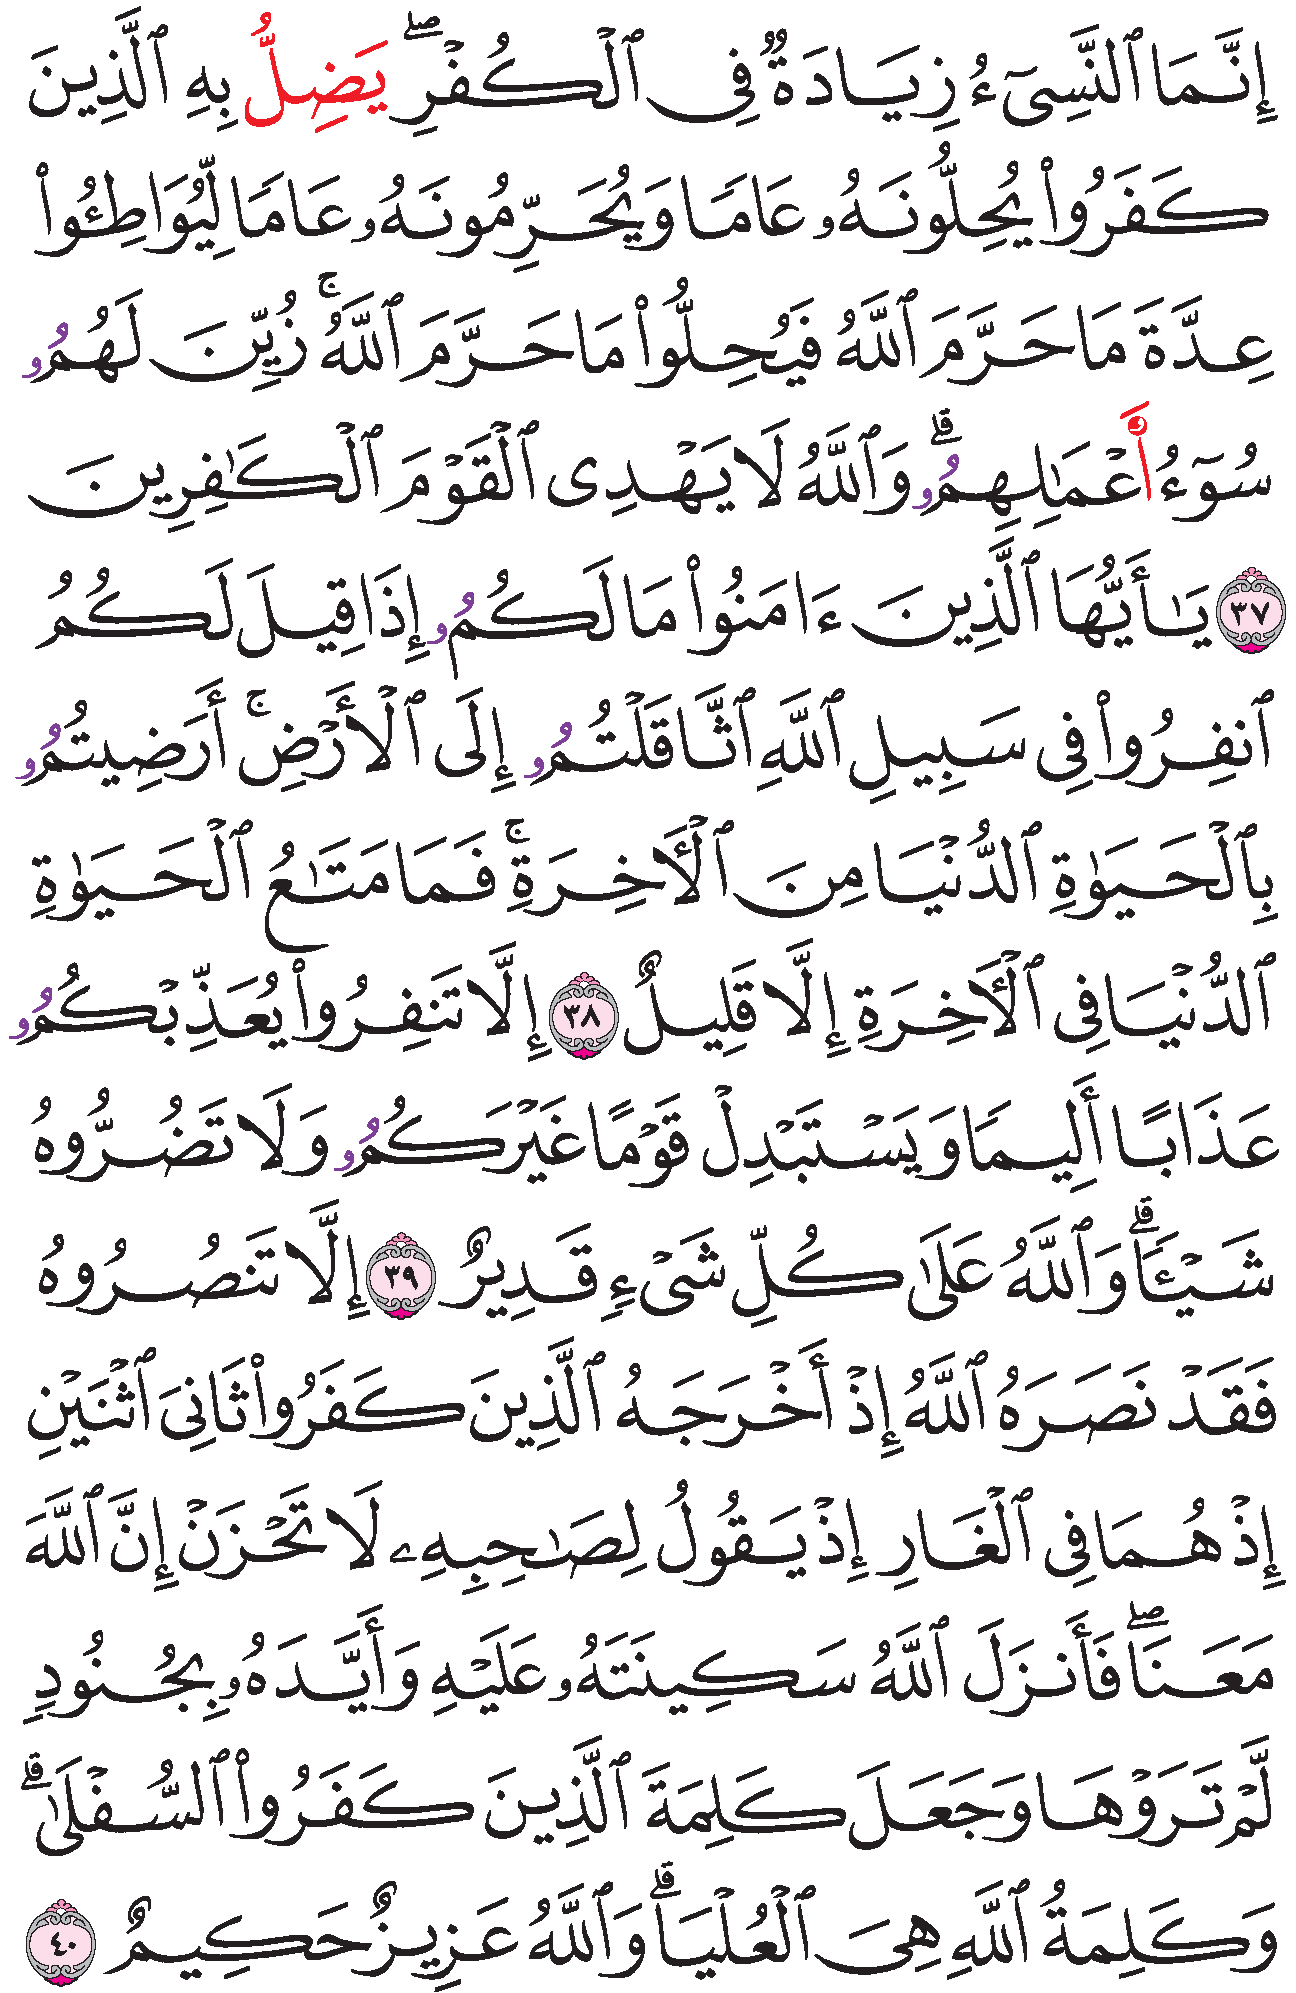 إِنَّمَا ٱلنَّسِىٓءُ زِيَادَةٌ فِى ٱلْكُفْرِ ۖ يَضِلُّ بِهِ ٱلَّذِينَ
كَفَرُوا۟ يُحِلُّونَهُۥ عَامًا وَيُحَرِّمُونَهُۥ عَامًا لِّيُوَاطِـُٔوا۟
عِدَّةَ مَا حَرَّمَ ٱللَّهُ فَيُحِلُّوا۟ مَا حَرَّمَ ٱللَّهُ ۚ زُيِّنَ لَهُمُۥ
سُوٓءُ اَ۬عْمَـٰلِهِمُۥ ۗ وَٱللَّهُ لَا يَهْدِى ٱلْقَوْمَ ٱلْكَـٰفِرِينَ
٣٧ يَـٰٓأَيُّهَا ٱلَّذِينَ ءَامَنُوا۟ مَا لَكُمُۥ إِذَا قِيلَ لَكُمُ
ٱنفِرُوا۟ فِى سَبِيلِ ٱللَّهِ ٱثَّاقَلْتُمُۥ إِلَى ٱلْأَرْضِ ۚ أَرَضِيتُمُۥ
بِٱلْحَيَوٰةِ ٱلدُّنْيَا مِنَ ٱلْأَخِرَةِ ۚ فَمَا مَتَـٰعُ ٱلْحَيَوٰةِ
ٱلدُّنْيَا فِى ٱلْأَخِرَةِ إِلَّا قَلِيلٌ ٣٨ إِلَّا تَنفِرُوا۟ يُعَذِّبْكُمُۥ
عَذَابًا أَلِيمًا وَيَسْتَبْدِلْ قَوْمًا غَيْرَكُمُۥ وَلَا تَضُرُّوهُ
شَيْـًٔا ۗ وَٱللَّهُ عَلَىٰ كُلِّ شَىْءٍ قَدِيرٌ ٣٩ إِلَّا تَنصُرُوهُ
فَقَدْ نَصَرَهُ ٱللَّهُ إِذْ أَخْرَجَهُ ٱلَّذِينَ كَفَرُوا۟ ثَانِىَ ٱثْنَيْنِ
إِذْ هُمَا فِى ٱلْغَارِ إِذْ يَقُولُ لِصَـٰحِبِهِۦ لَا تَحْزَنْ إِنَّ ٱللَّهَ
مَعَنَا ۖ فَأَنزَلَ ٱللَّهُ سَكِينَتَهُۥ عَلَيْهِ وَأَيَّدَهُۥ بِجُنُودٍ
لَّمْ تَرَوْهَا وَجَعَلَ كَلِمَةَ ٱلَّذِينَ كَفَرُوا۟ ٱلسُّفْلَىٰ ۗ
وَكَلِمَةُ ٱللَّهِ هِىَ ٱلْعُلْيَا ۗ وَٱللَّهُ عَزِيزٌ حَكِيمٌ ٤٠